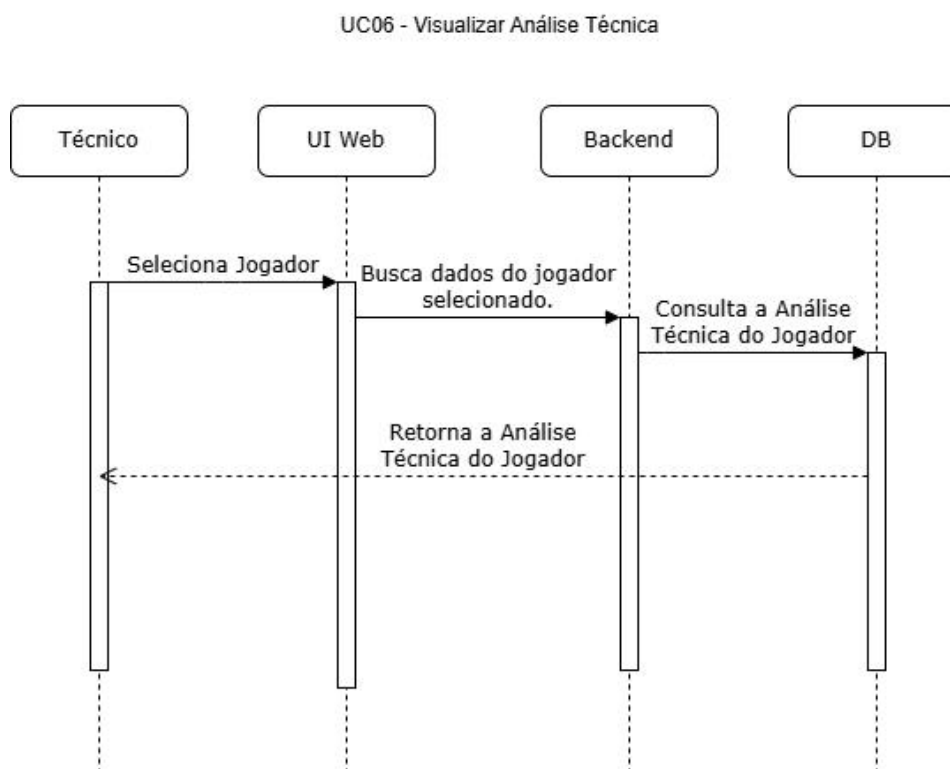 UC06 - Visualizar Análise Técnica
Técnico
UI Web
Backend
DB
Seleciona Jogador
Busca dados do jogador
selecionado.
Consulta a Análise
Técnica do Jogador
Retorna a Análise
Técnica do Jogador